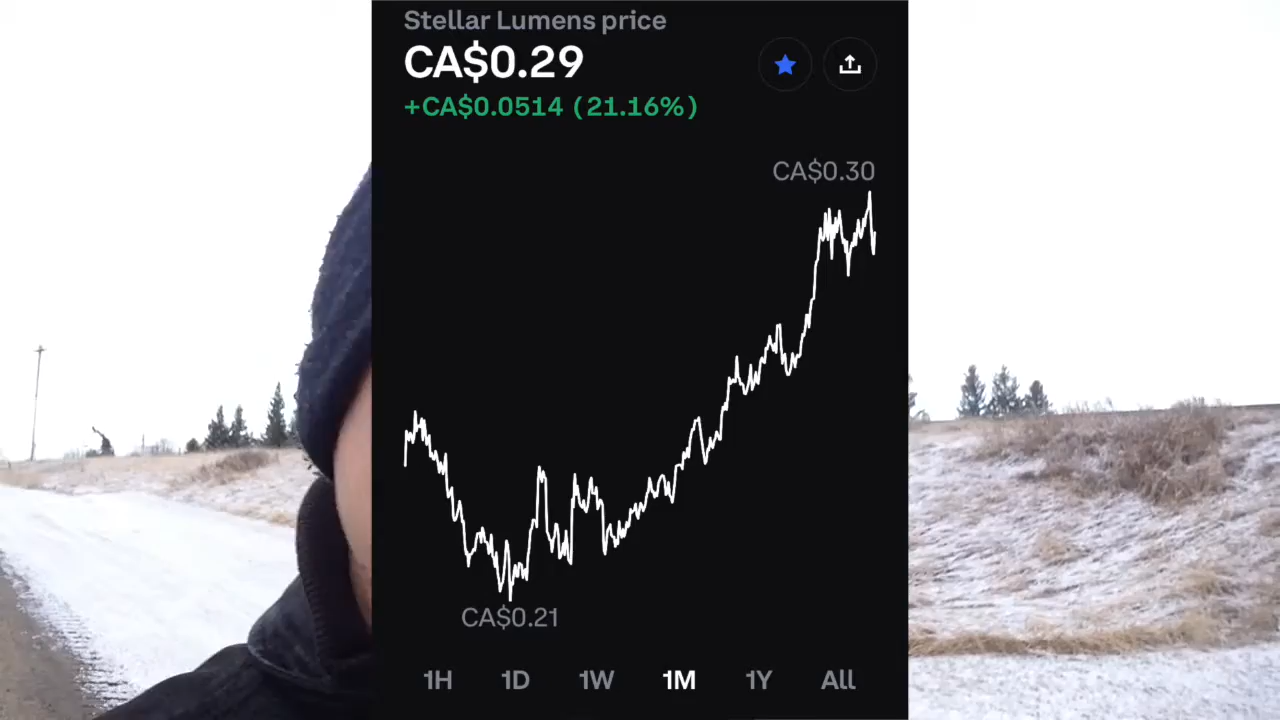 Stellar Lumens price
CA$0.29
+CA$0.0514 (21.16%)
CA$0.30
CA$0.21
1H 1D 1W 1M 1Y All